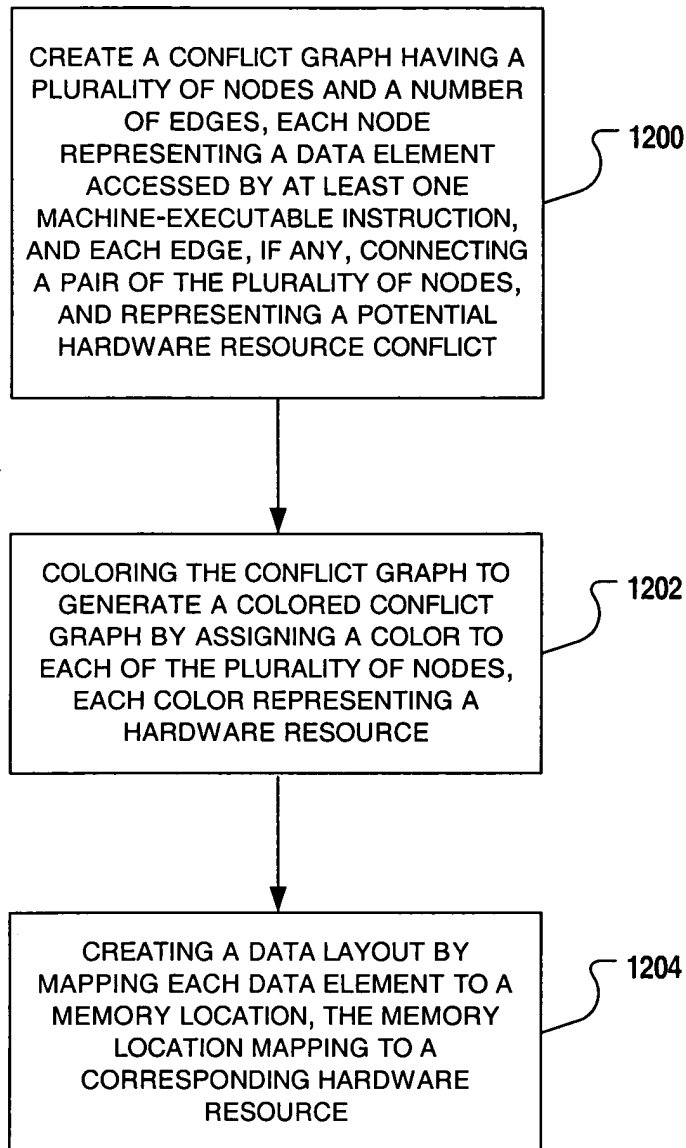 CREATE A CONFLICT GRAPH HAVING A
PLURALITY OF NODES AND A NUMBER
OF EDGES, EACH NODE
REPRESENTING A DATA ELEMENT
ACCESSED BY AT LEAST ONE
MACHINE-EXECUTABLE INSTRUCTION,
AND EACH EDGE, IF ANY, CONNECTING
A PAIR OF THE PLURALITY OF NODES,
AND REPRESENTING A POTENTIAL
HARDWARE RESOURCE CONFLICT
1200
COLORING THE CONFLICT GRAPH TO
GENERATE A COLORED CONFLICT
GRAPH BY ASSIGNING A COLOR TO
EACH OF THE PLURALITY OF NODES,
EACH COLOR REPRESENTING A
HARDWARE RESOURCE
1202
CREATING A DATA LAYOUT BY
MAPPING EACH DATA ELEMENT TO A
MEMORY LOCATION, THE MEMORY
LOCATION MAPPING TO A
CORRESPONDING HARDWARE
RESOURCE
1204